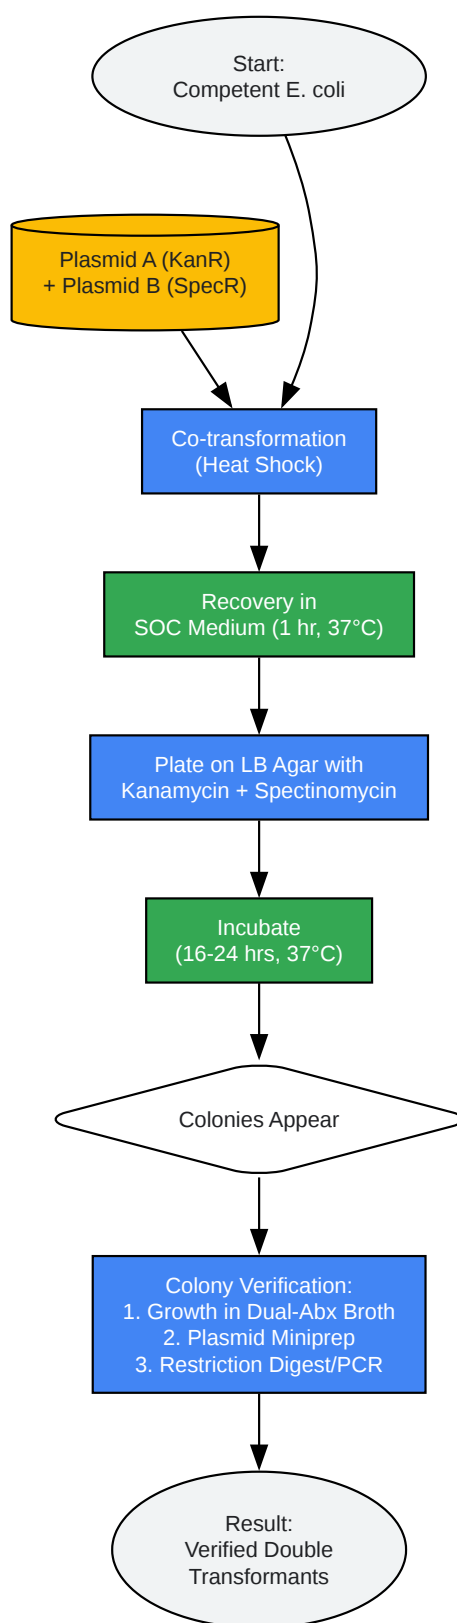 Start:
Competent E. coli
Plasmid A (KanR)
+ Plasmid B (SpecR)
Co-transformation
(Heat Shock)
Recovery in
SOC Medium (1 hr, 37°C)
Plate on LB Agar with
Kanamycin + Spectinomycin
Incubate
(16-24 hrs, 37°C)
Colonies Appear
Colony Verification:
1. Growth in Dual-Abx Broth
2. Plasmid Miniprep
3. Restriction Digest/PCR
Result:
Verified Double
Transformants